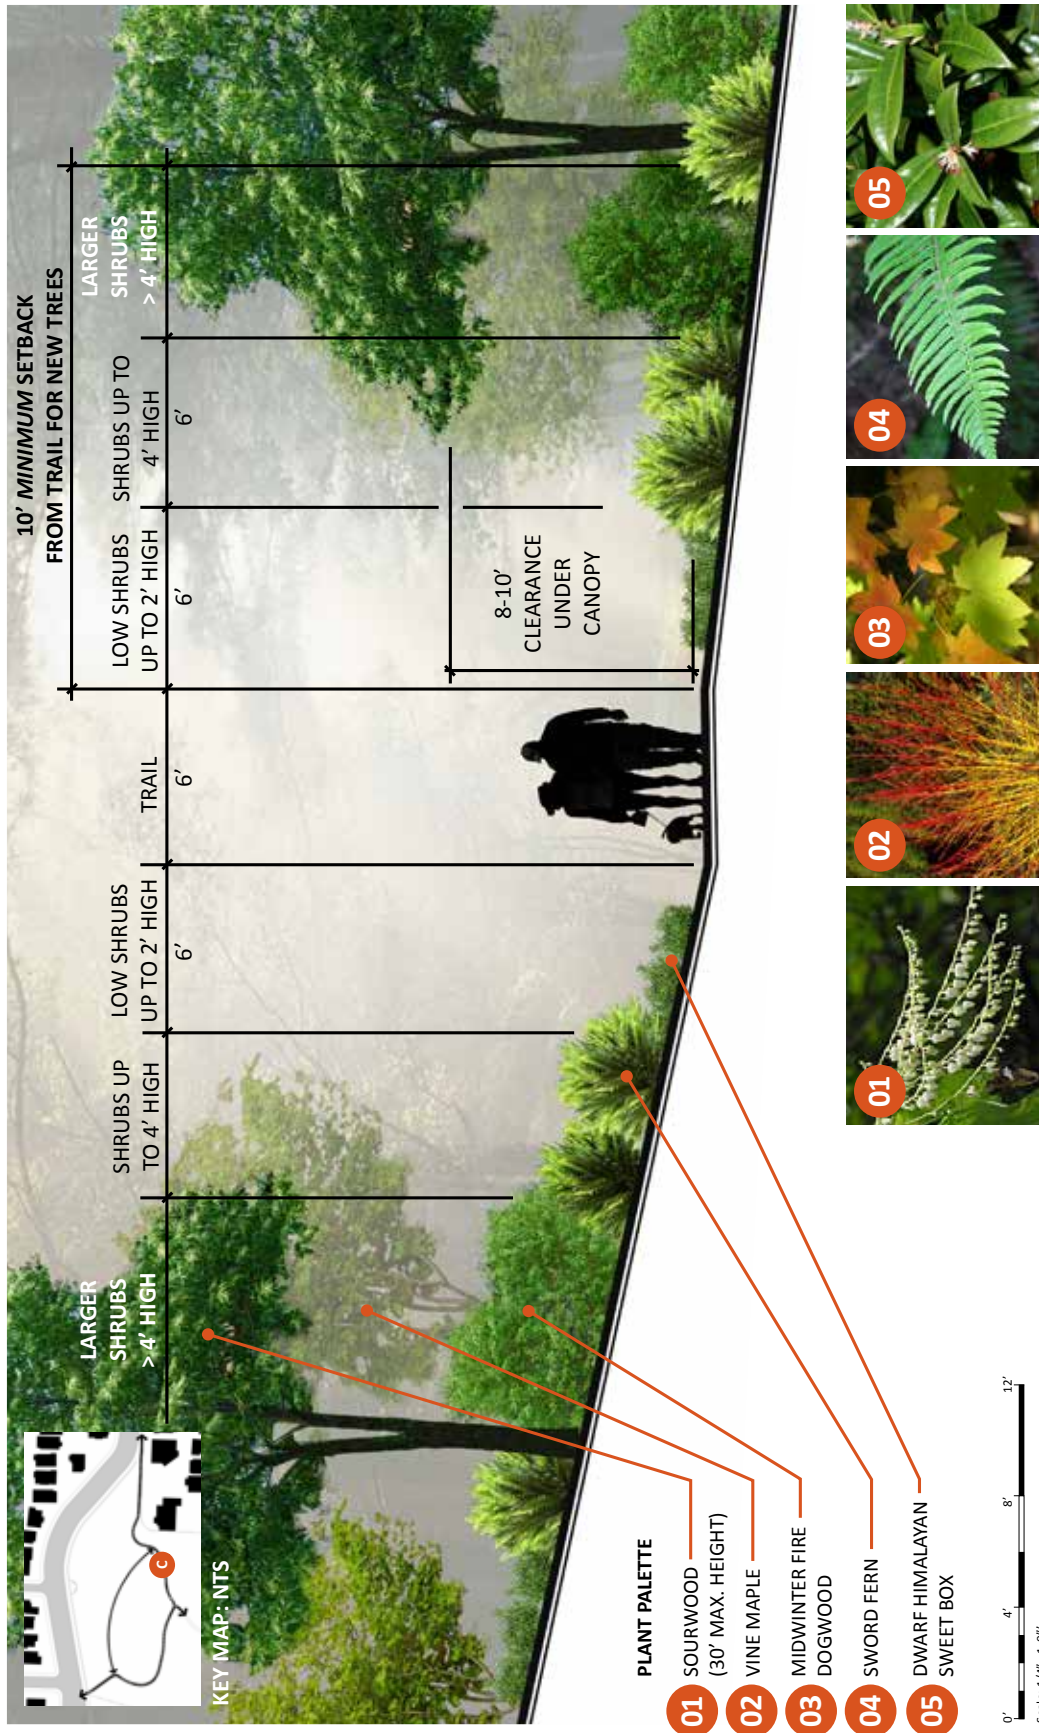 10' MINIMUM SETBACK
FROM TRAIL FOR NEW TREES
LARGER
SHRUBS
> 4' HIGH
SHRUBS UP
TO 4' HIGH
LOW SHRUBS
UP TO 2' HIGH
6'
TRAIL
6'
LOW SHRUBS
UP TO 2' HIGH
6'
SHRUBS UP TO
4' HIGH
6'
LARGER
SHRUBS
> 4' HIGH
8-10'
CLEARANCE
UNDER
CANOPY
C
KEY MAP: NTS
PLANT PALETTE
01 SOURWOOD
(30' MAX. HEIGHT)
02 VINE MAPLE
03 MIDWINTER FIRE
DOGWOOD
04 SWORD FERN
05 DWARF HIMALAYAN
SWEET BOX
01
02
03
04
05
0'
4'
8'
12'